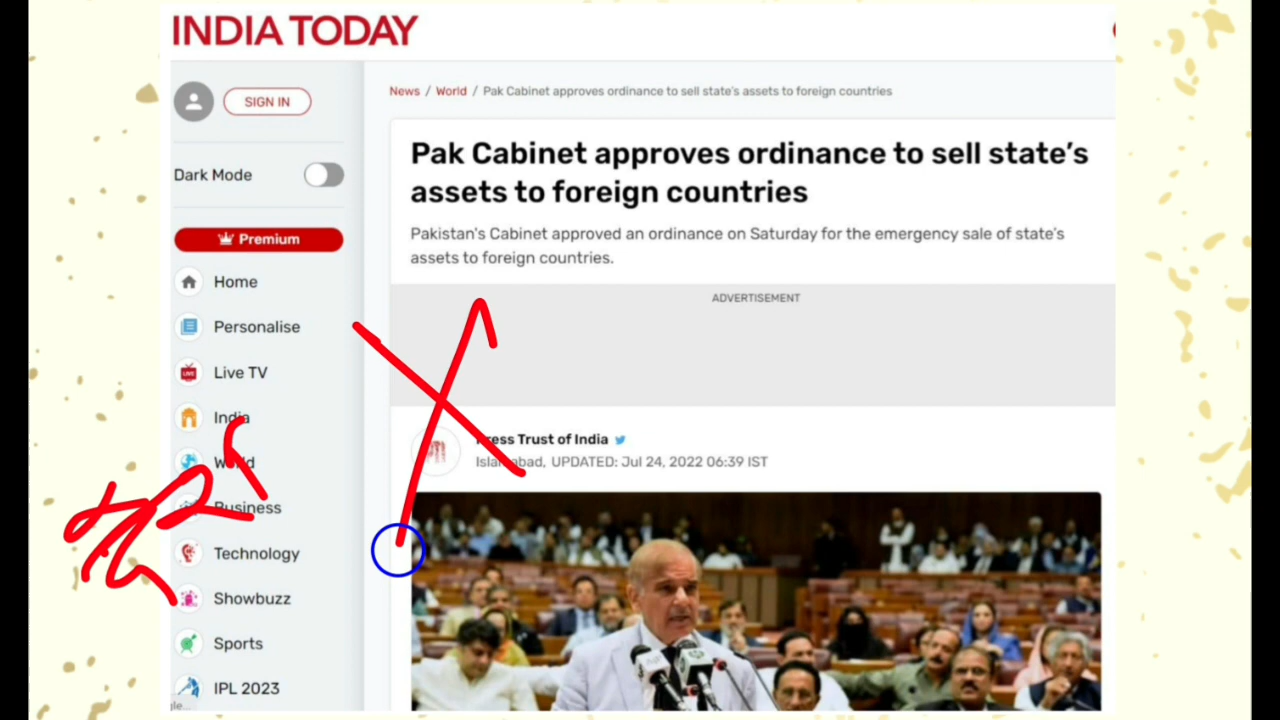 INDIA TODAY
SIGN IN
Dark Mode
Premium
Home
Personalise
Live TV
India
World
Business
Technology
Showbuzz
Sports
IPL 2023
News / World / Pak Cabinet approves ordinance to sell state's assets to foreign countries
Pak Cabinet approves ordinance to sell state's
assets to foreign countries
Pakistan's Cabinet approved an ordinance on Saturday for the emergency sale of state's
assets to foreign countries.
ADVERTISEMENT
Press Trust of India
Islamabad, UPDATED: Jul 24, 2022 06:39 IST